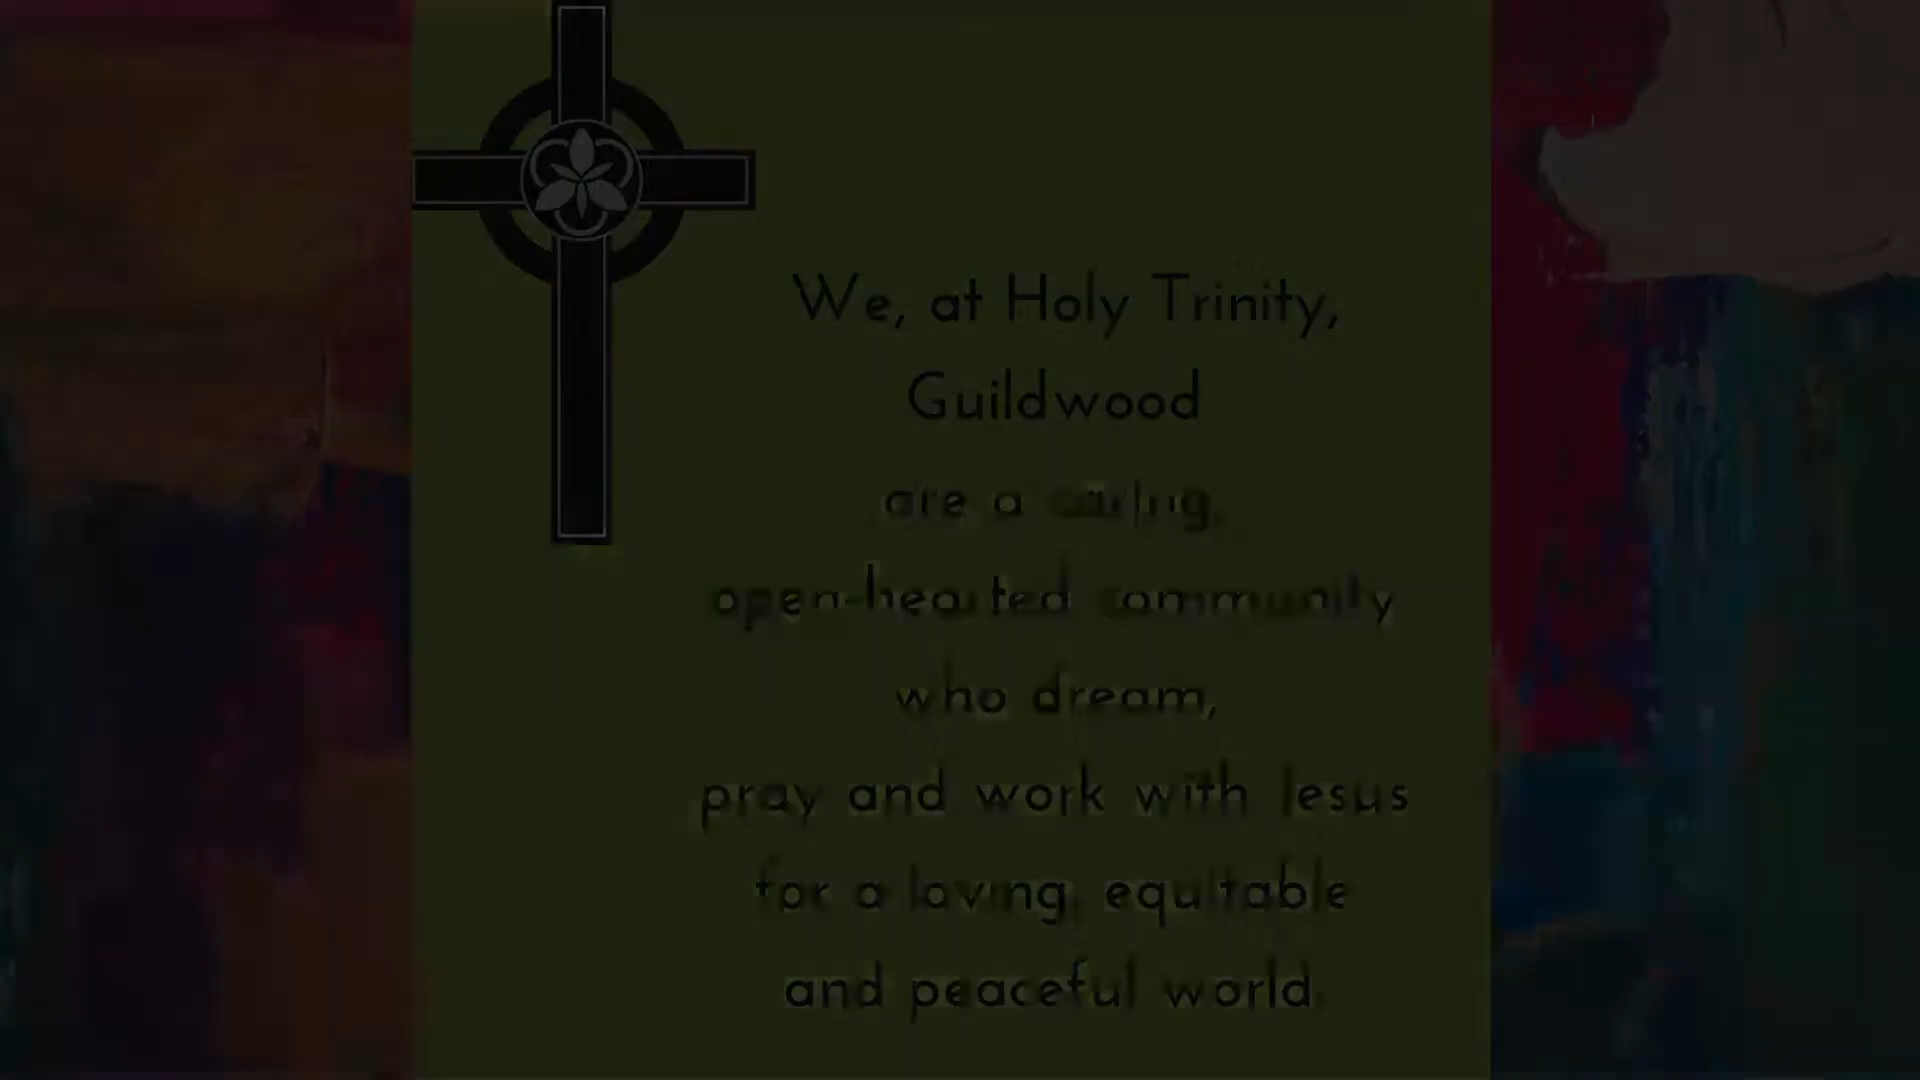 We, at Holy Trinity,
Guildwood
are a caring,
open-hearted community
who dream,
pray and work with Jesus
for a loving, equitable
and peaceful world.